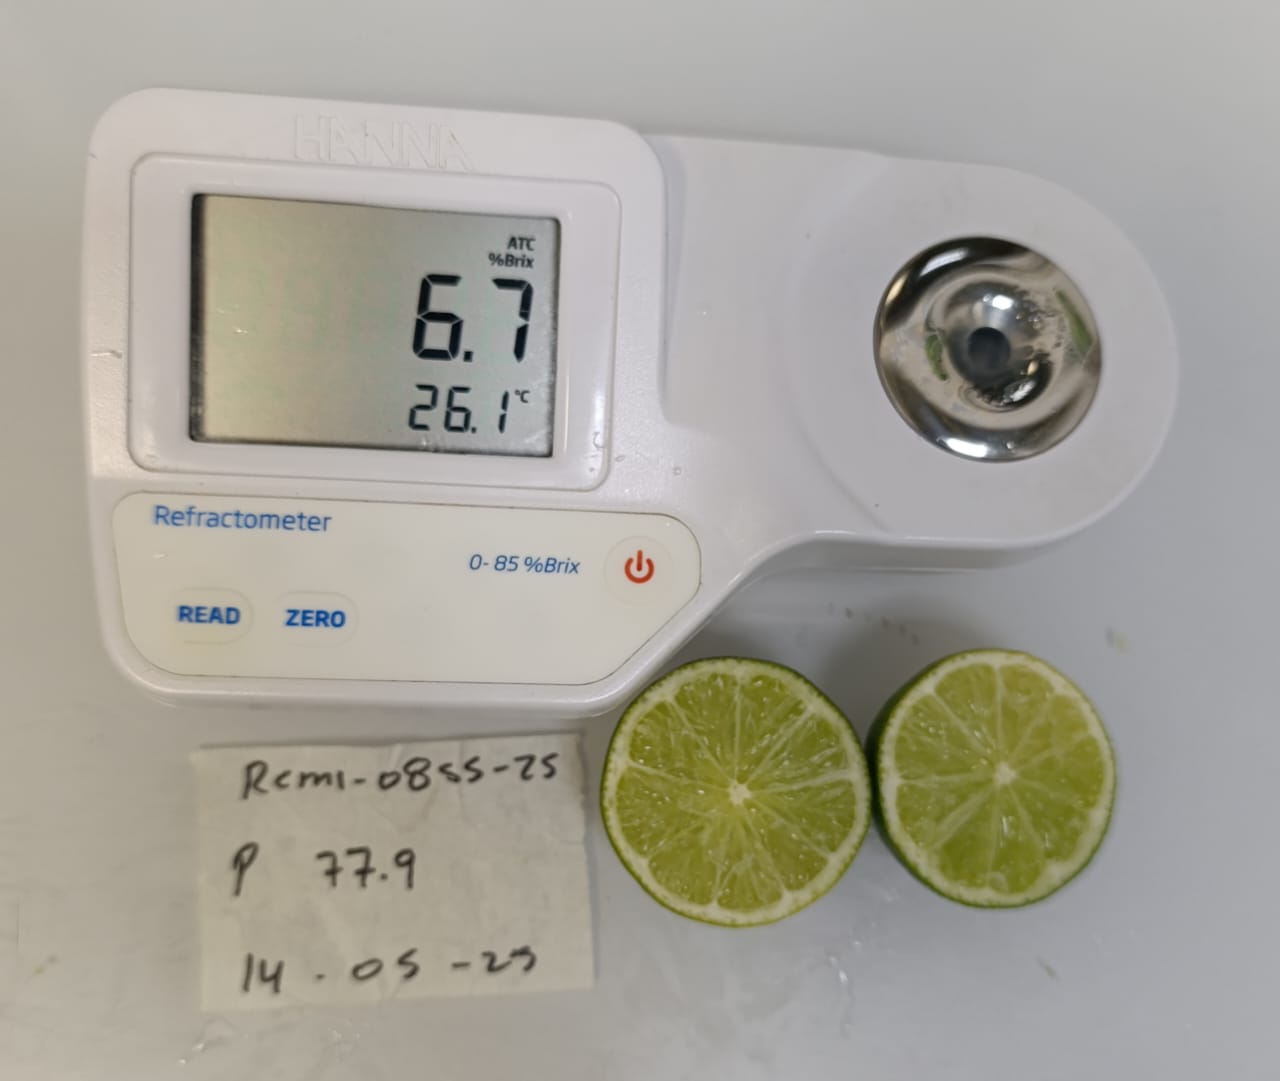 HANNA
ATC
%Brix
6.7
26.1°C
Refractometer
0-85 %Brix
READ ZERO
Rcm1-0855-25
P 77.9
14.05-25